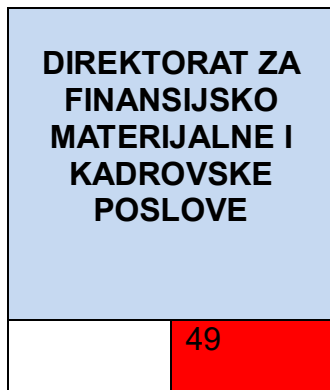 DIREKTORAT ZA
FINANSIJSKO
MATERIJALNE I
KADROVSKE
POSLOVE
49